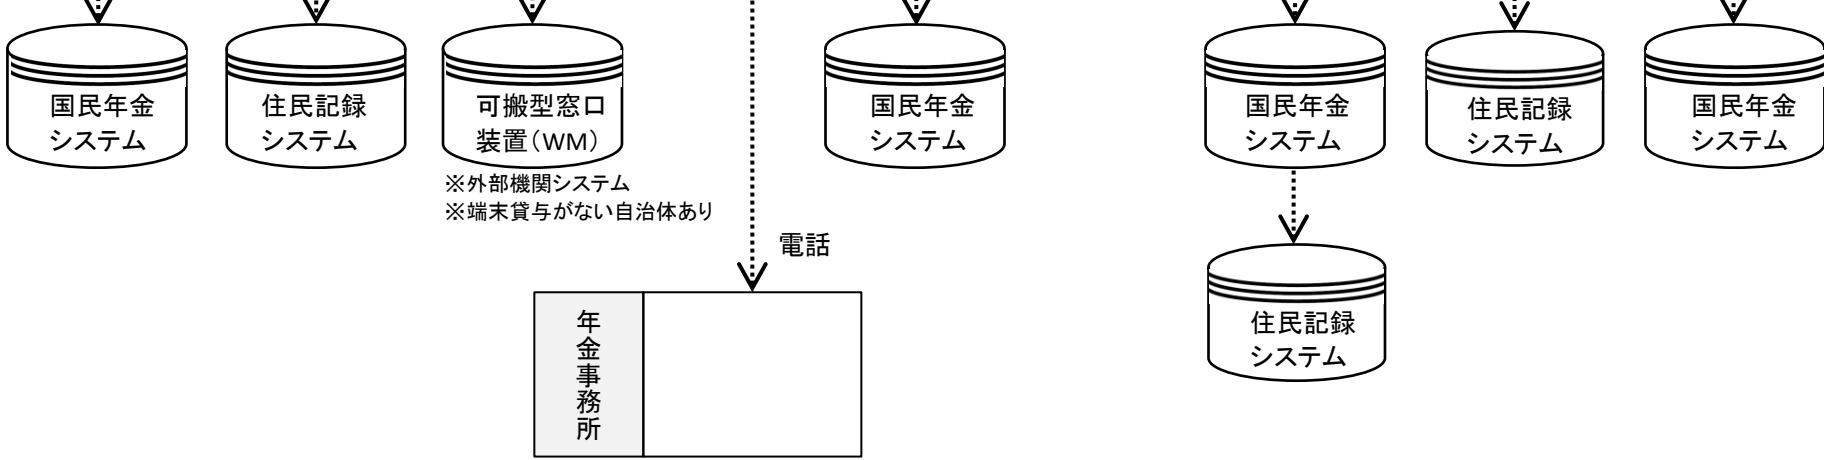 国民年金
システム
住民記録
システム
可搬型窓口
装置(WM)
※外部機関システム
※端末貸与がない自治体あり
国民年金
システム
国民年金
システム
住民記録
システム
国民年金
システム
電話
年金事務所
住民記録
システム